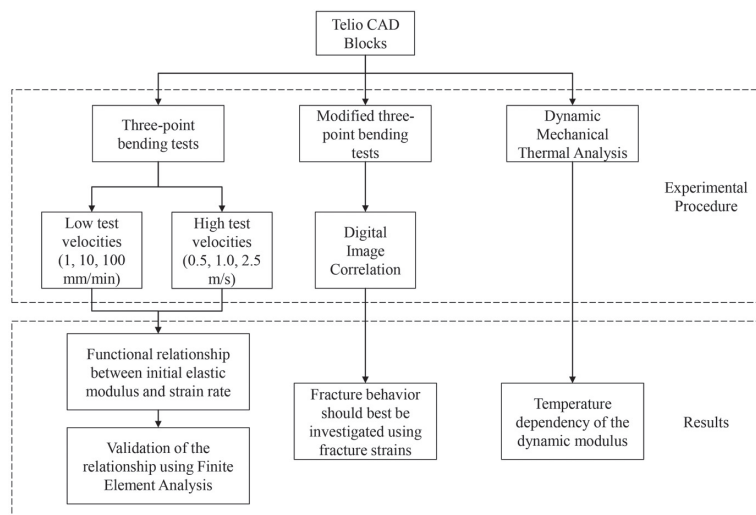 Telio CAD
Blocks
Three-point
bending tests
Modified three-
point bending
tests
Dynamic
Mechanical
Thermal Analysis
Experimental
Procedure
Low test
velocities
(1, 10, 100
mm/min)
High test
velocities
(0.5, 1.0, 2.5
m/s)
Digital
Image
Correlation
Functional relationship
between initial elastic
modulus and strain rate
Fracture behavior
should best be
investigated using
fracture strains
Temperature
dependency of the
dynamic modulus
Results
Validation of the
relationship using Finite
Element Analysis